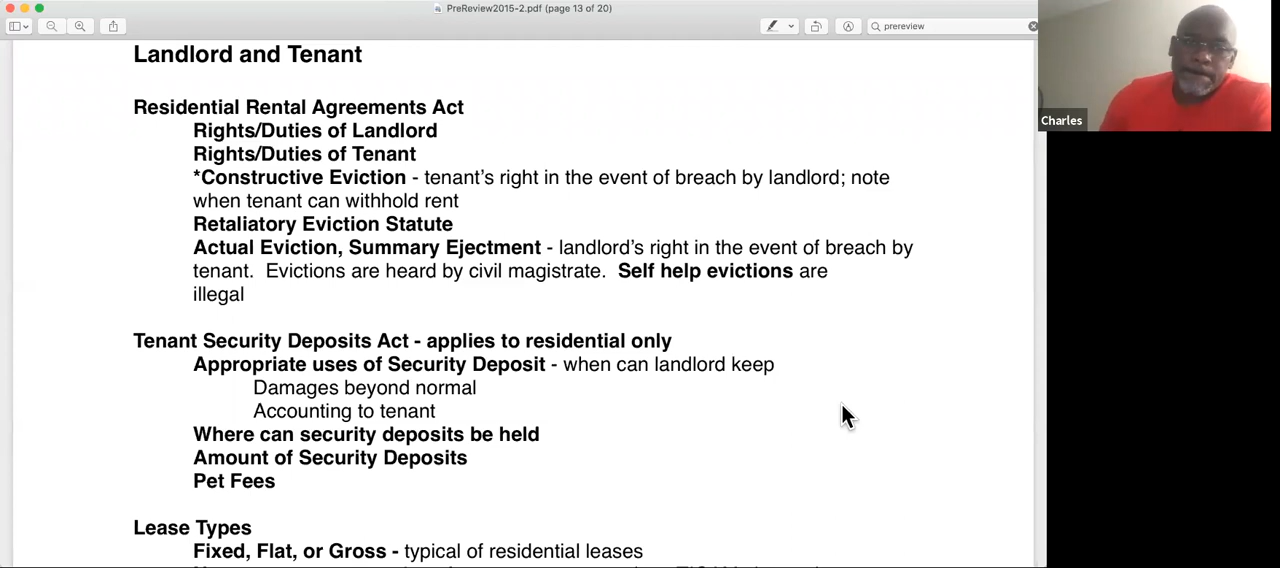 PreReview2015-2.pdf (page 13 of 20)
prereview
Charles
Landlord and Tenant
Residential Rental Agreements Act
Rights/Duties of Landlord
Rights/Duties of Tenant
*Constructive Eviction - tenant's right in the event of breach by landlord; note
when tenant can withhold rent
Retaliatory Eviction Statute
Actual Eviction, Summary Ejectment - landlord's right in the event of breach by
tenant.  Evictions are heard by civil magistrate.  Self help evictions are
illegal
Tenant Security Deposits Act - applies to residential only
Appropriate uses of Security Deposit - when can landlord keep
Damages beyond normal
Accounting to tenant
Where can security deposits be held
Amount of Security Deposits
Pet Fees
Lease Types
Fixed, Flat, or Gross - typical of residential leases